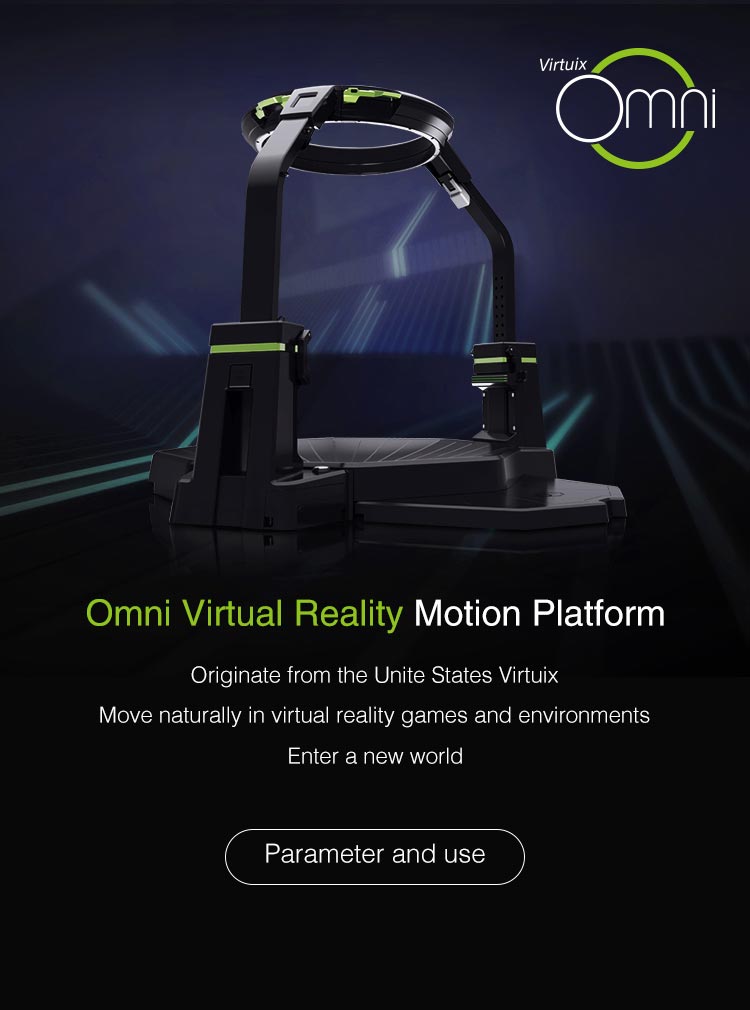 Virtuix
Omni
Omni Virtual Reality Motion Platform
Originate from the Unite States Virtuix
Move naturally in virtual reality games and environments
Enter a new world
Parameter and use